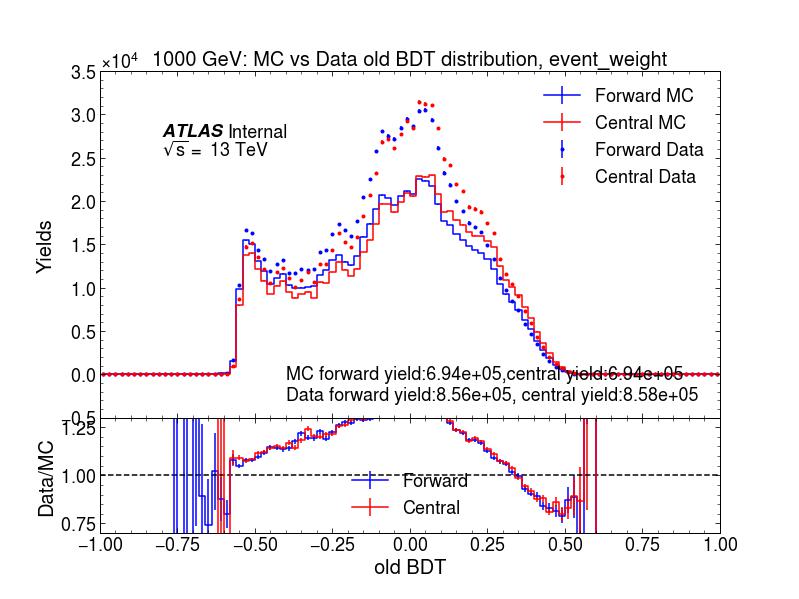 ×10⁴ 1000 GeV: MC vs Data old BDT distribution, event_weight
3.5
3.0
2.5
2.0
1.5
1.0
0.5
0.0
0.5
Yields
ATLAS Internal
√s = 13 TeV
Forward MC
Central MC
Forward Data
Central Data
MC forward yield:6.94e+05,central yield:6.94e+05
Data forward yield:8.56e+05, central yield:8.58e+05
1.25
1.00
0.75
Data/MC
Forward
Central
−1.00 −0.75 −0.50 −0.25 0.00 0.25 0.50 0.75 1.00
old BDT